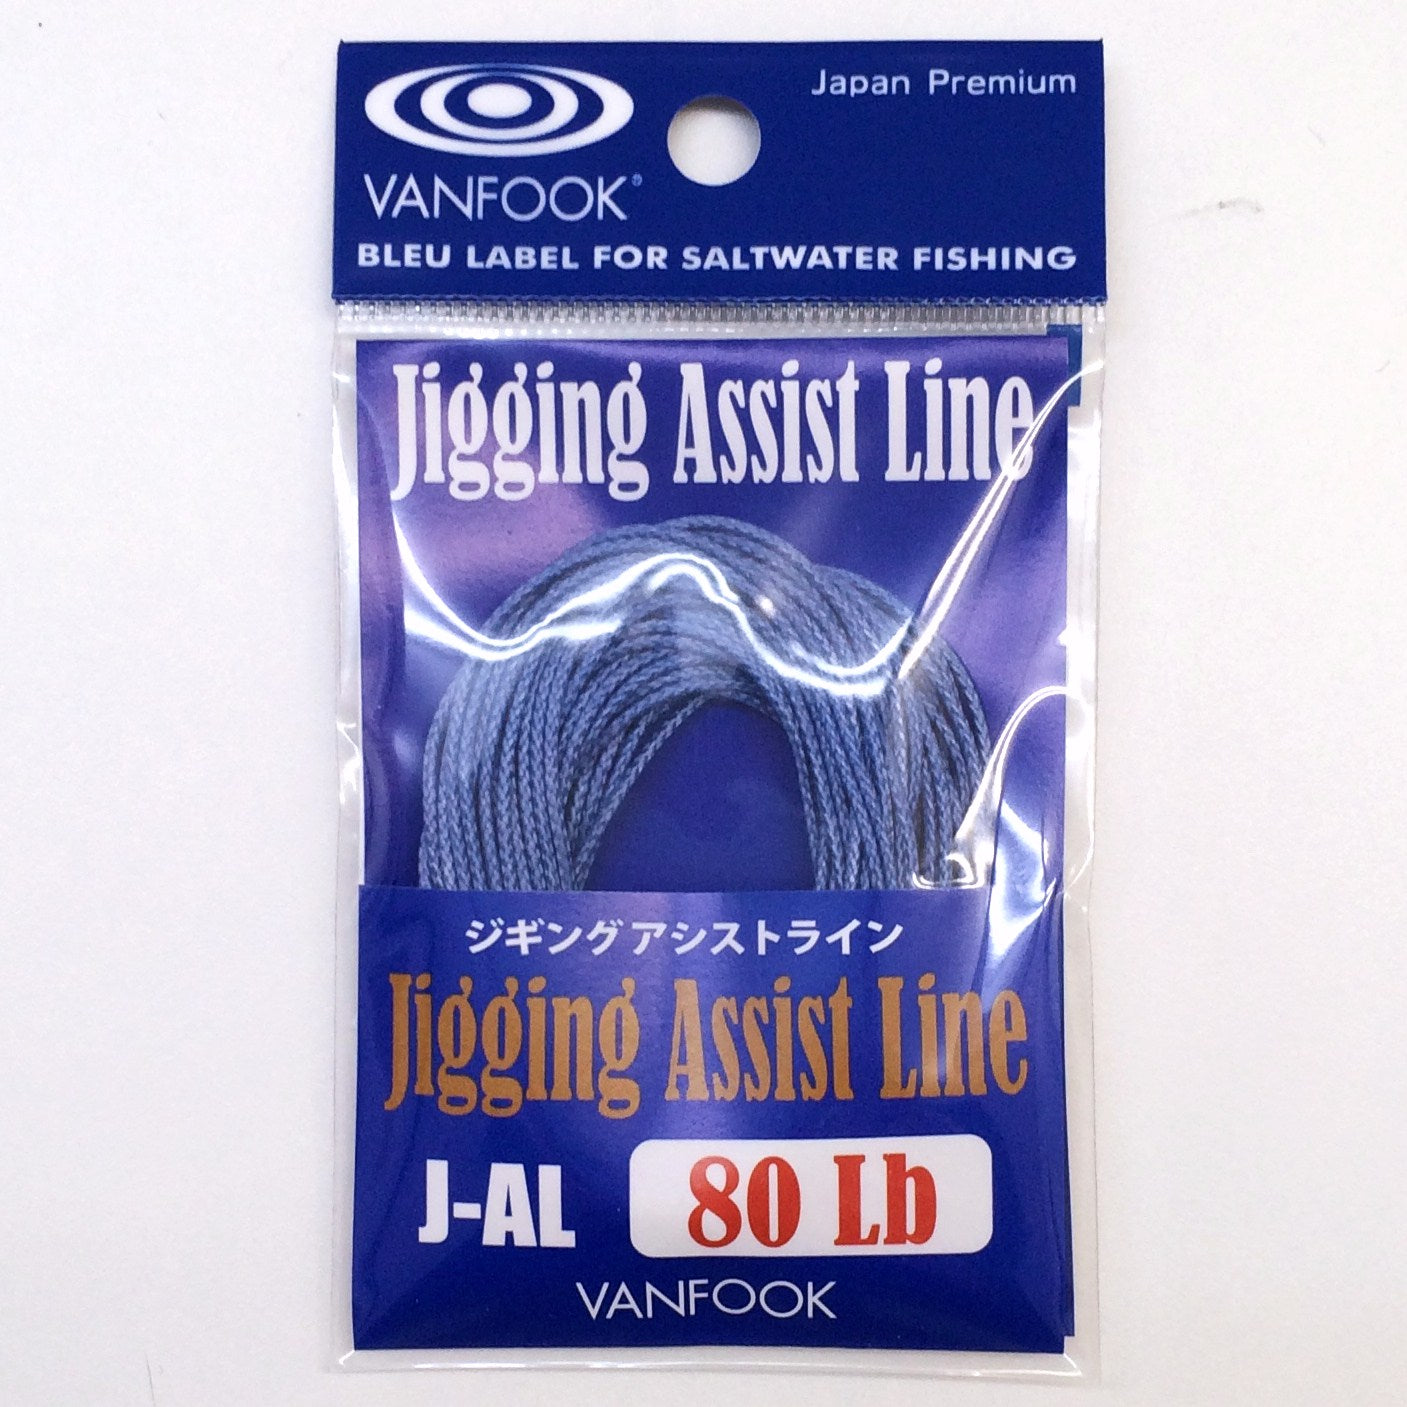 Japan Premium
VANFOOK®
BLEU LABEL FOR SALTWATER FISHING
Jigging Assist Line
ジギングアシストライン
Jigging Assist Line
J-AL
80 Lb
VANFOOK